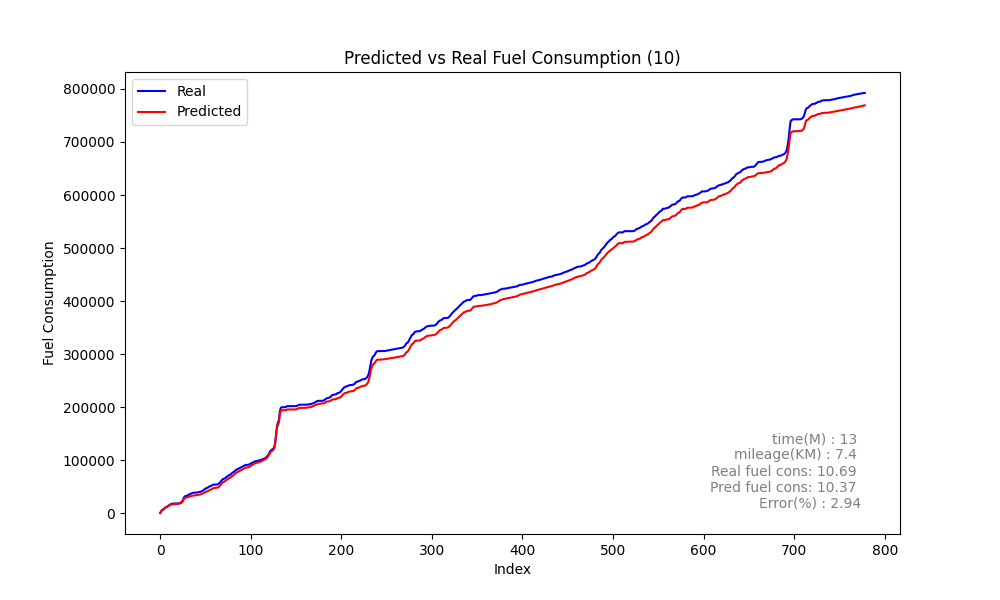 Predicted vs Real Fuel Consumption (10)
Real
Predicted
800000
700000
600000
500000
400000
300000
200000
100000
0
Fuel Consumption
time(M) : 13
mileage(KM) : 7.4
Real fuel cons: 10.69
Pred fuel cons: 10.37
Error(%) : 2.94
0 100 200 300 400 500 600 700 800
Index